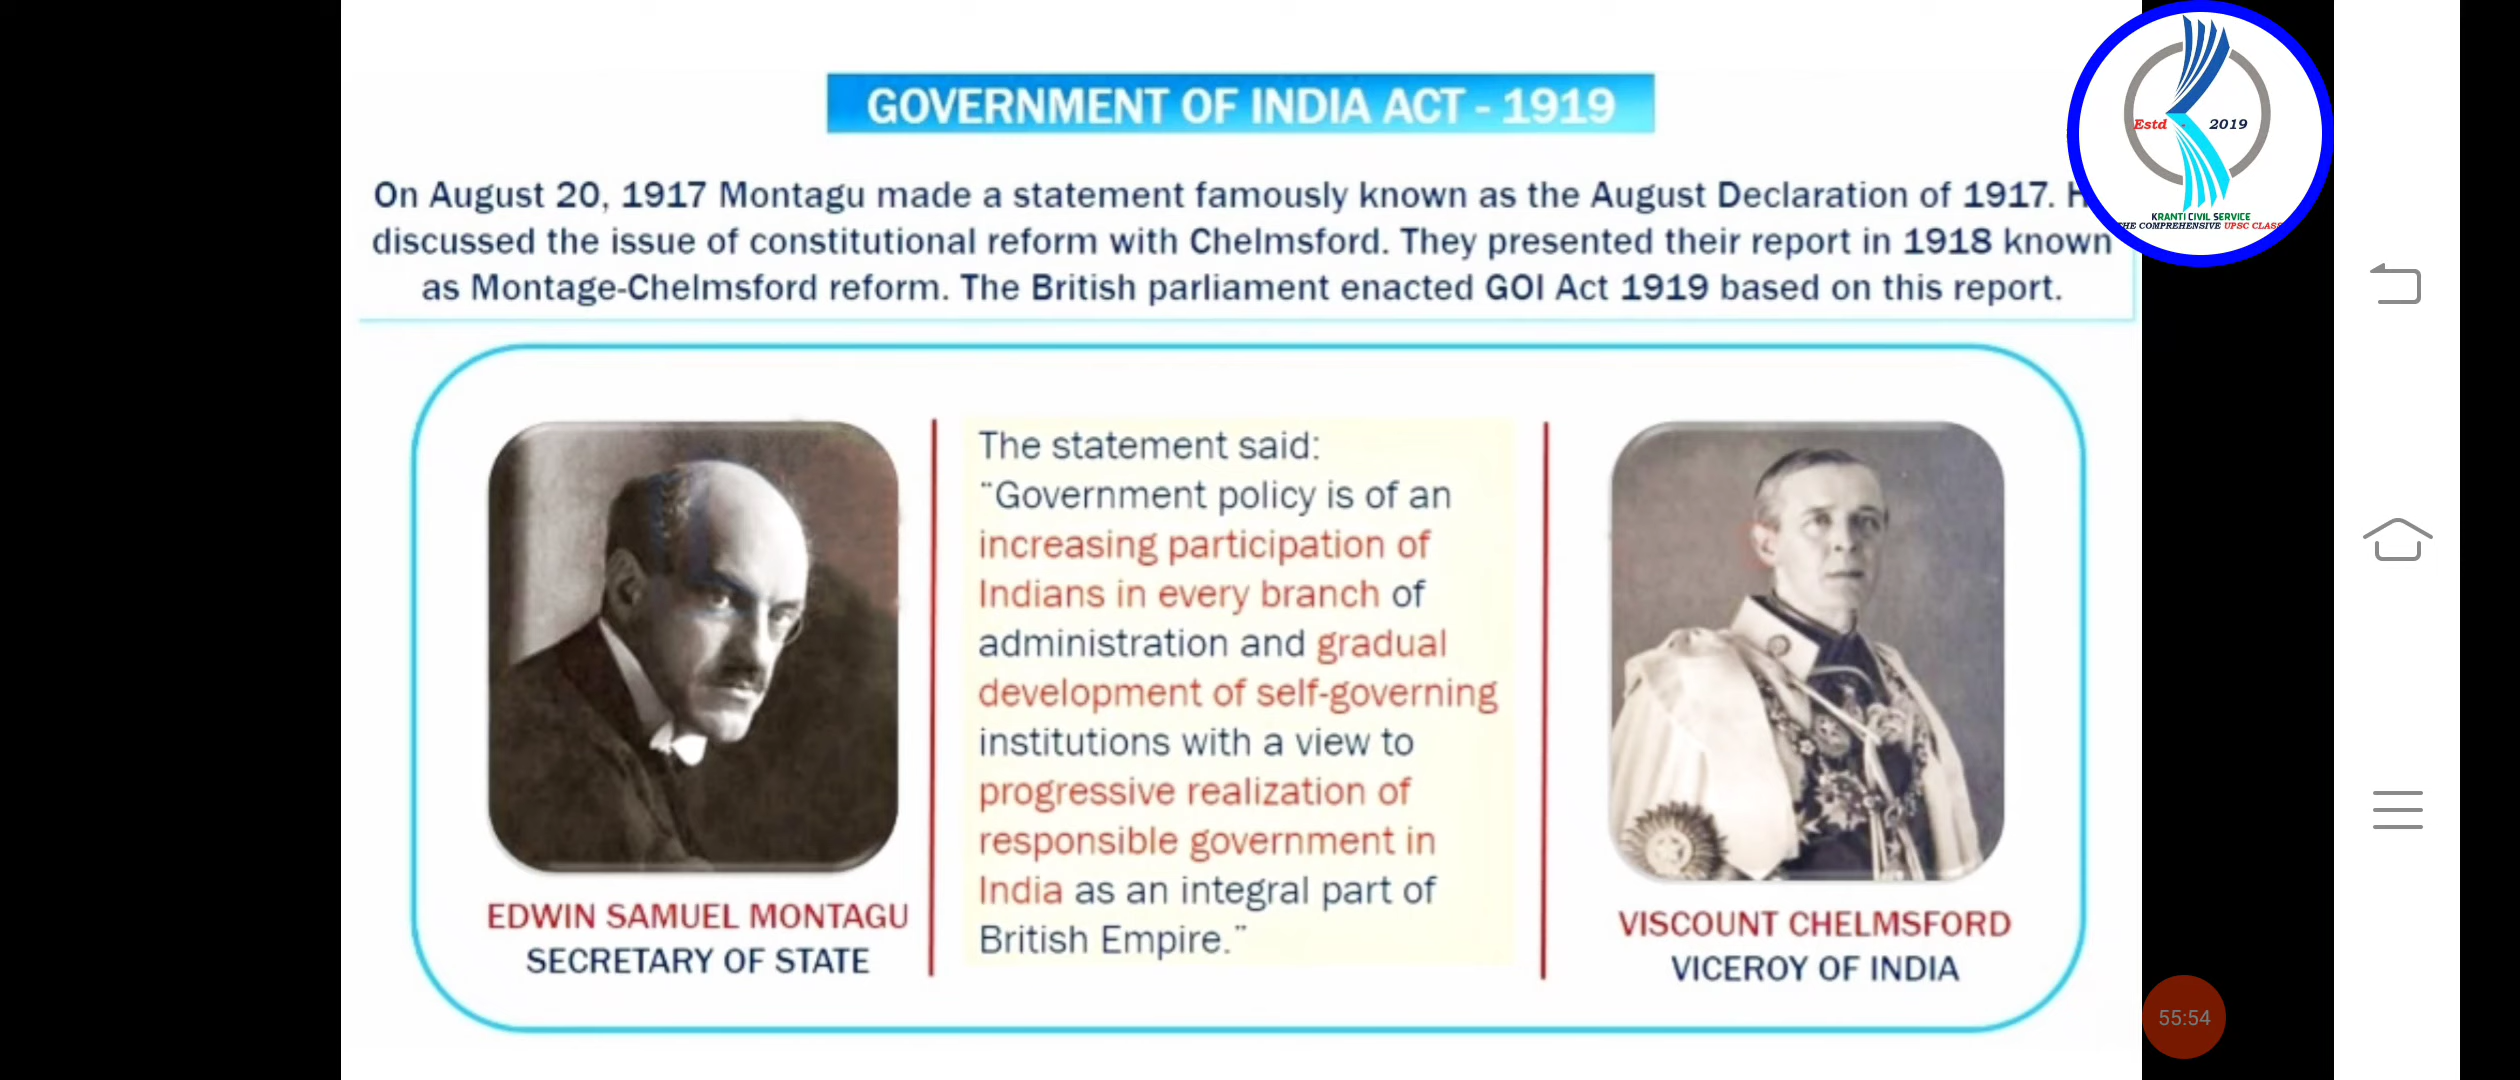 GOVERNMENT OF INDIA ACT - 1919
On August 20, 1917 Montagu made a statement famously known as the August Declaration of 1917.
discussed the issue of constitutional reform with Chelmsford. They presented their report in 1918 known
as Montage-Chelmsford reform. The British parliament enacted GOI Act 1919 based on this report.
Estd - 2019
KRANTI CIVIL SERVICE
THE COMPREHENSIVE UPSC CLASS
The statement said:
"Government policy is of an
increasing participation of
Indians in every branch of
administration and gradual
development of self-governing
institutions with a view to
progressive realization of
responsible government in
India as an integral part of
British Empire."
EDWIN SAMUEL MONTAGU
SECRETARY OF STATE
VISCOUNT CHELMSFORD
VICEROY OF INDIA
55:54